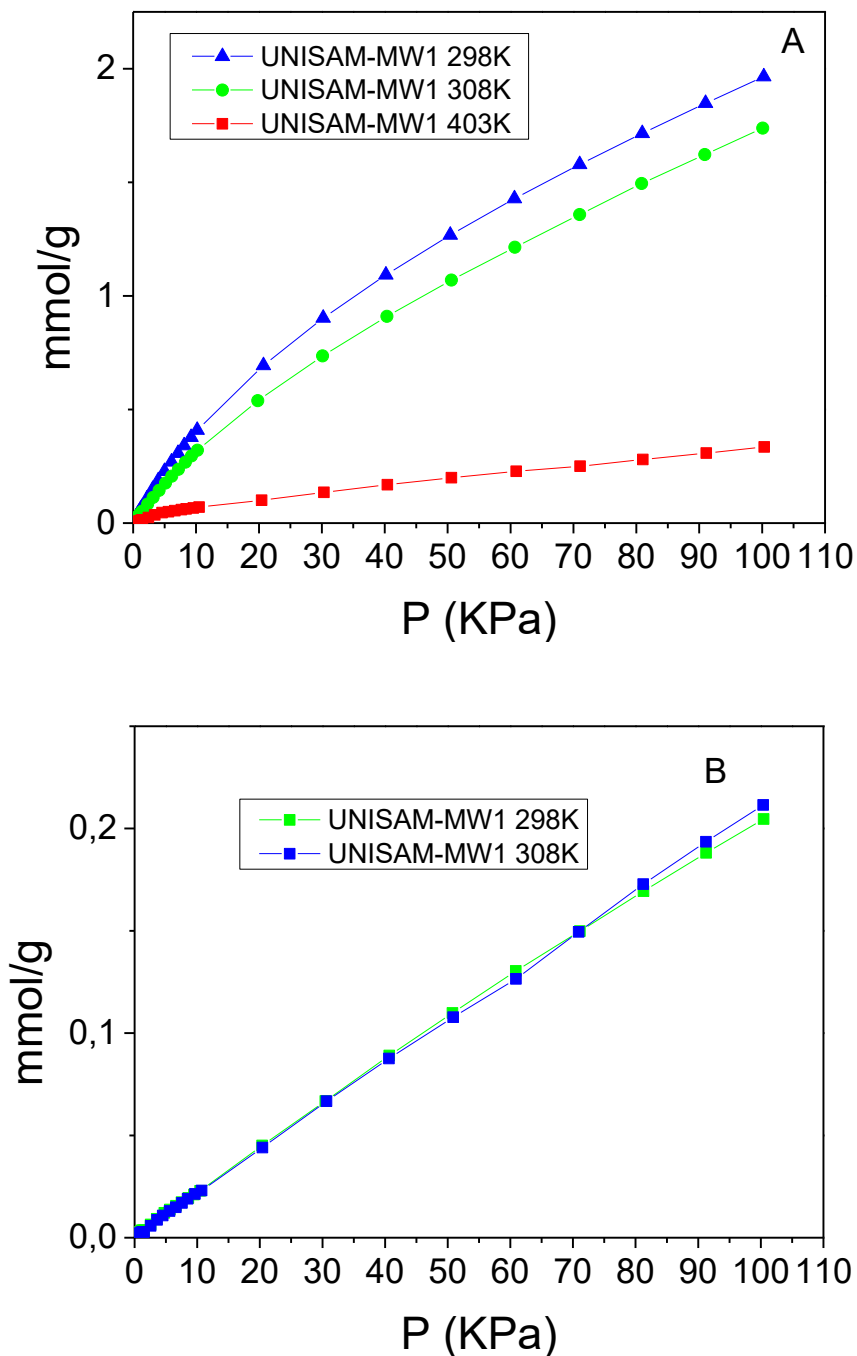 A
UNISAM-MW1 298K
UNISAM-MW1 308K
UNISAM-MW1 403K
2
1
0
mmol/g
0 10 20 30 40 50 60 70 80 90 100 110
P (KPa)
B
UNISAM-MW1 298K
UNISAM-MW1 308K
0,2
0,1
0,0
mmol/g
0 10 20 30 40 50 60 70 80 90 100 110
P (KPa)